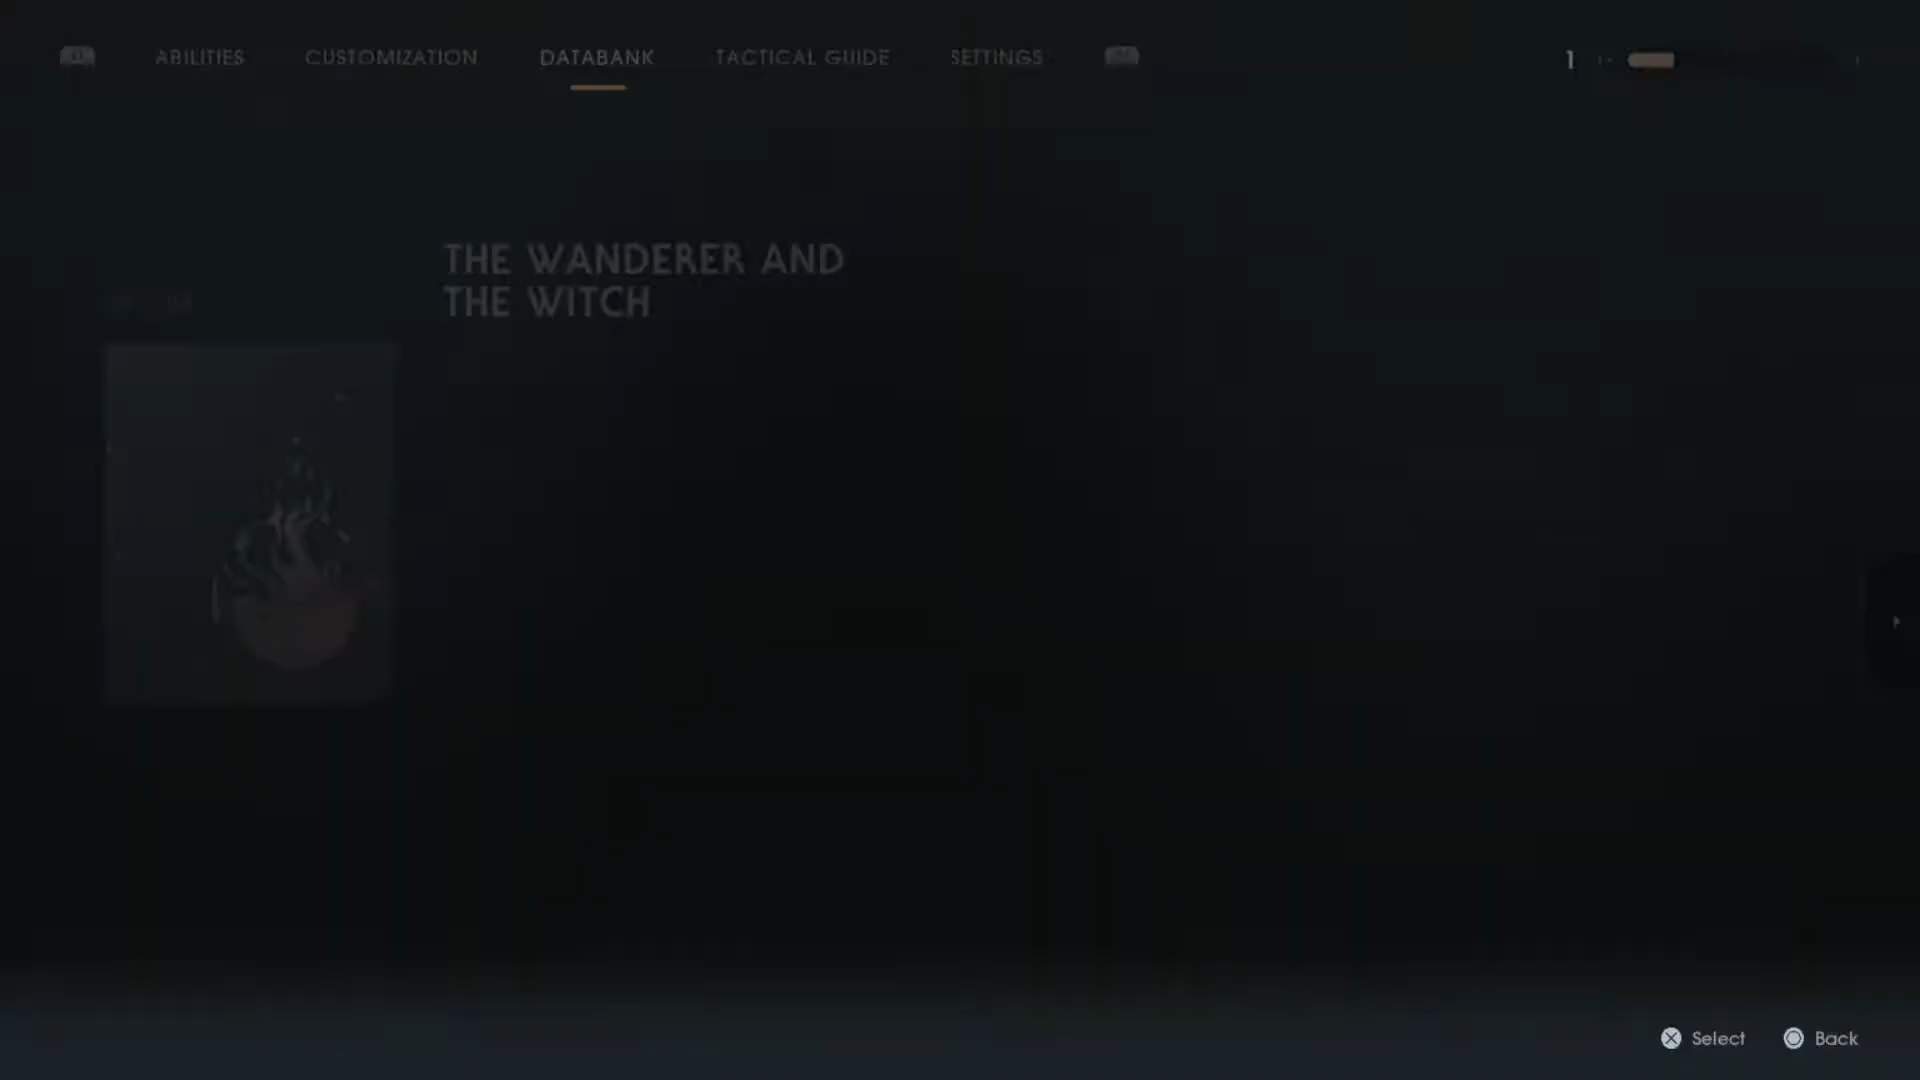 ABILITIES
CUSTOMIZATION
DATABANK
TACTICAL GUIDE
SETTINGS
1
THE WANDERER AND
THE WITCH
Select
Back